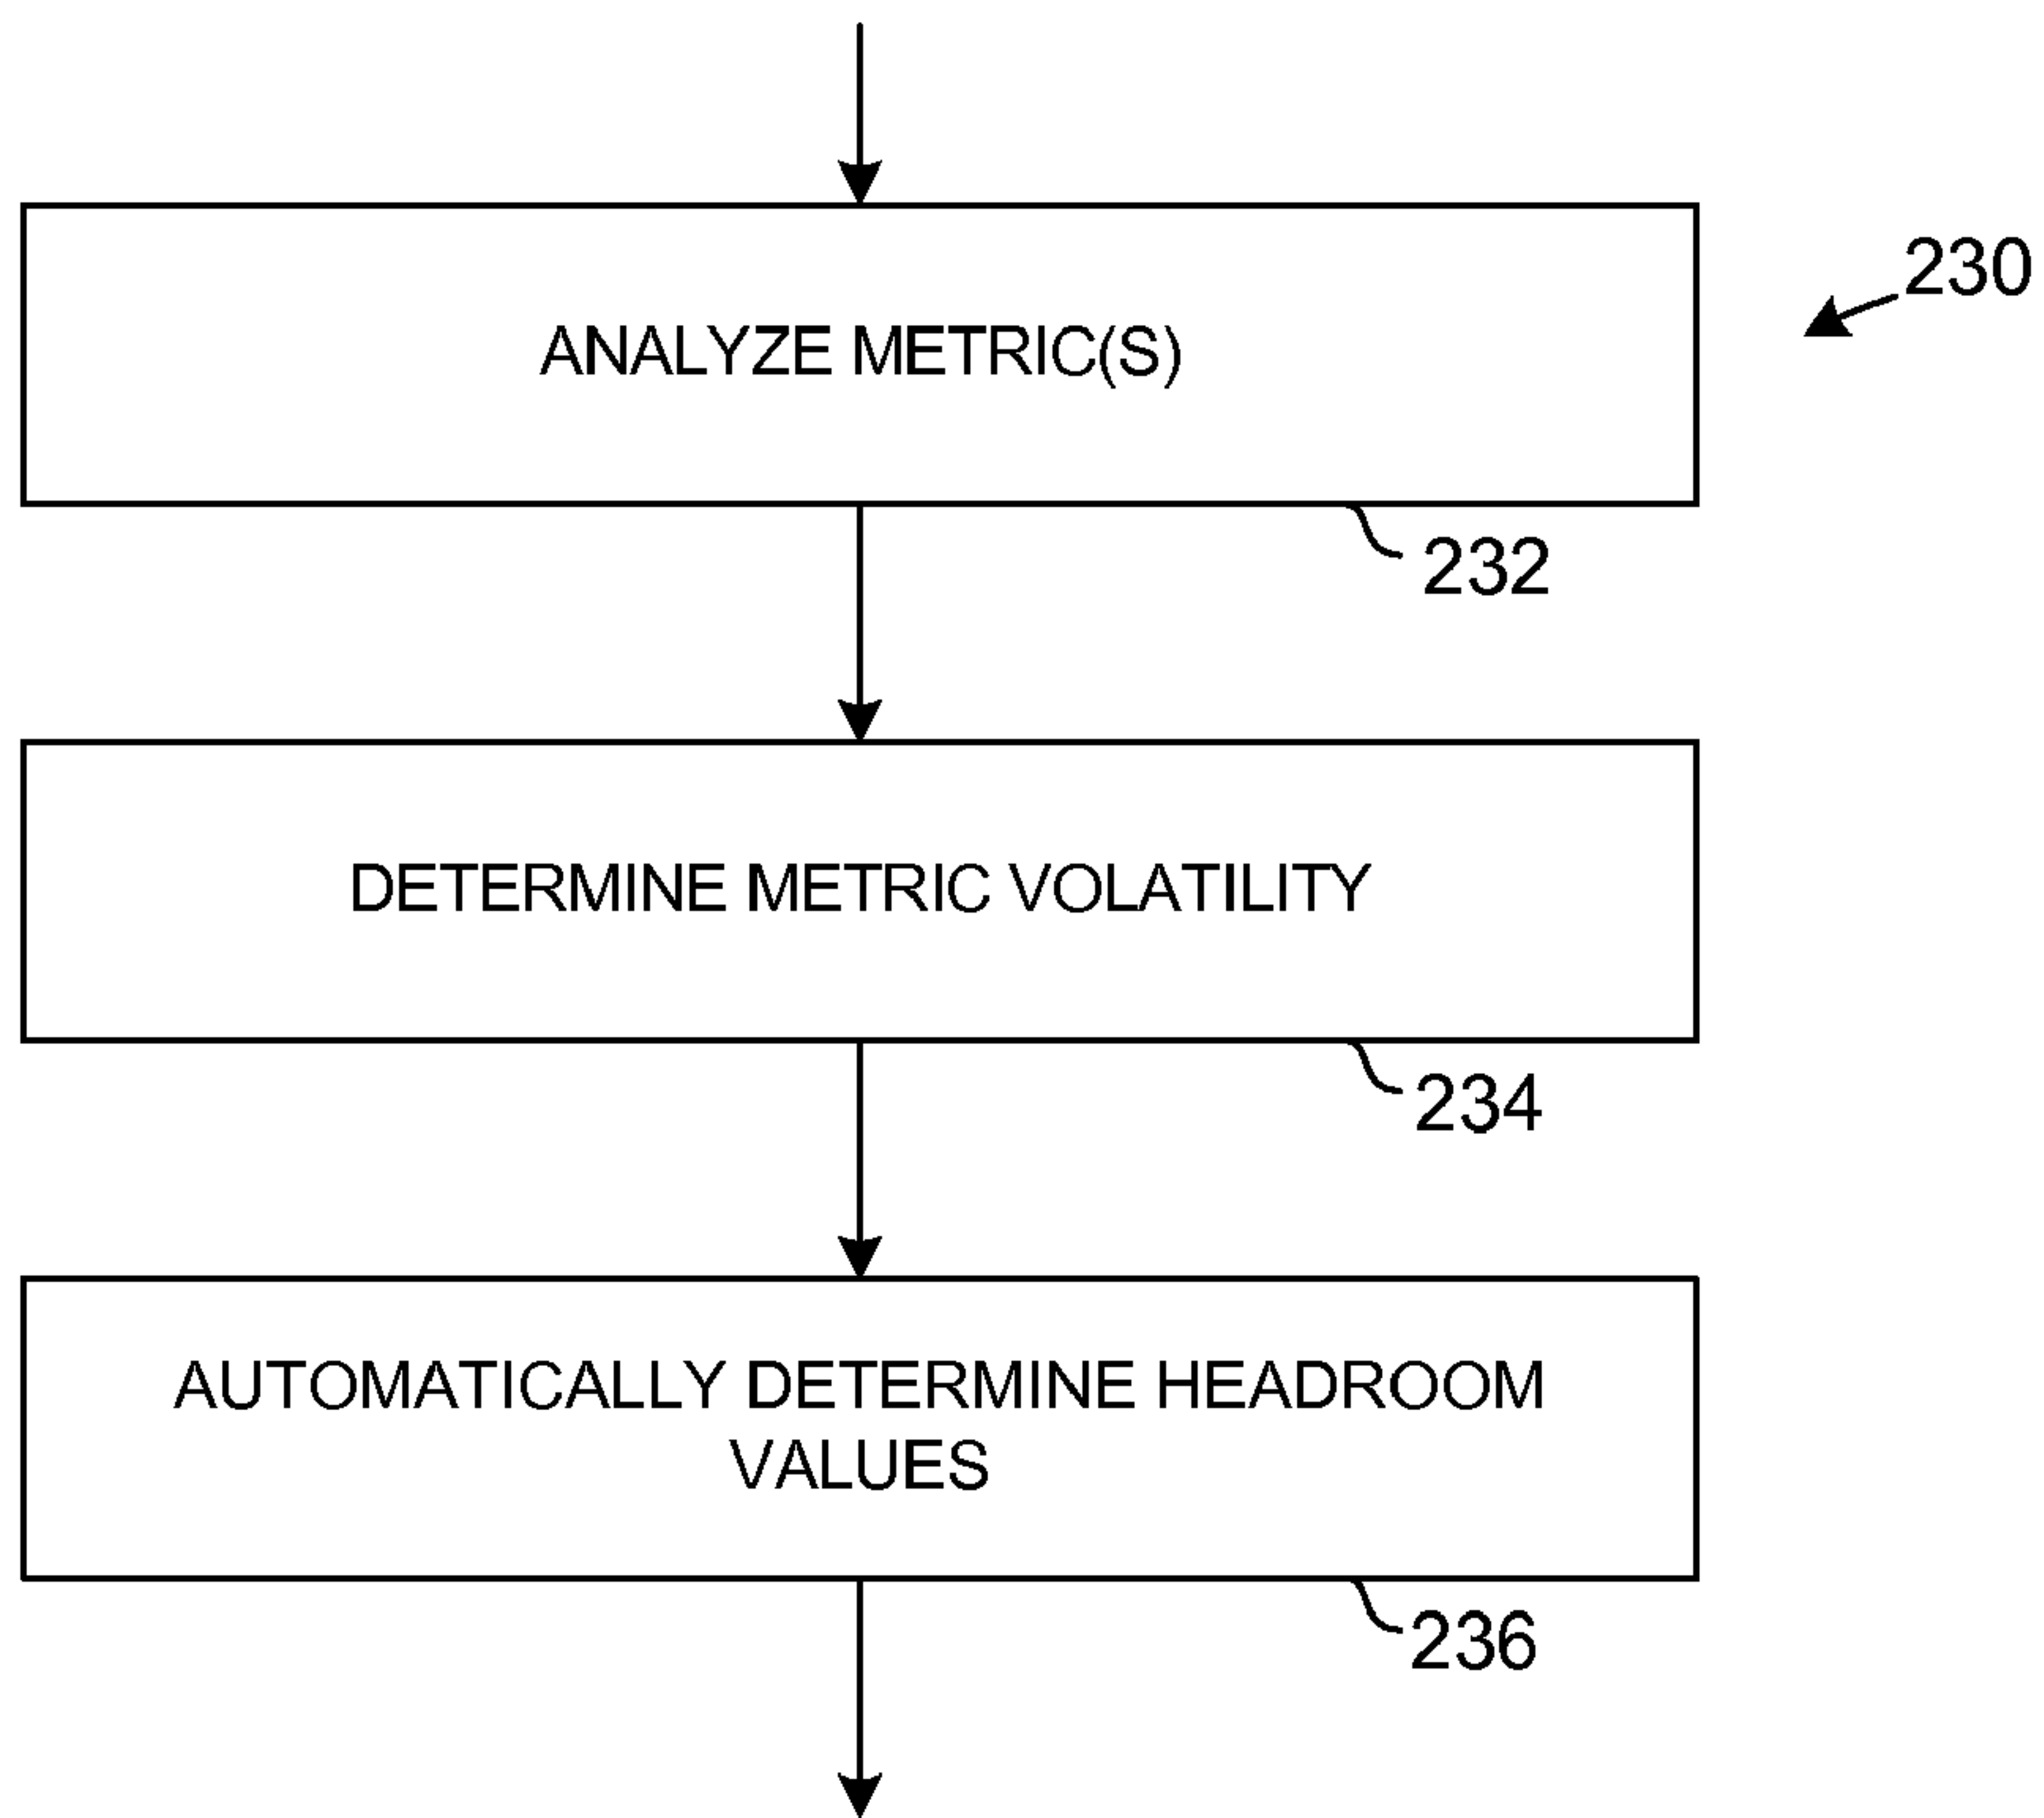 230
ANALYZE METRIC(S)
232
DETERMINE METRIC VOLATILITY
234
AUTOMATICALLY DETERMINE HEADROOM
VALUES
236